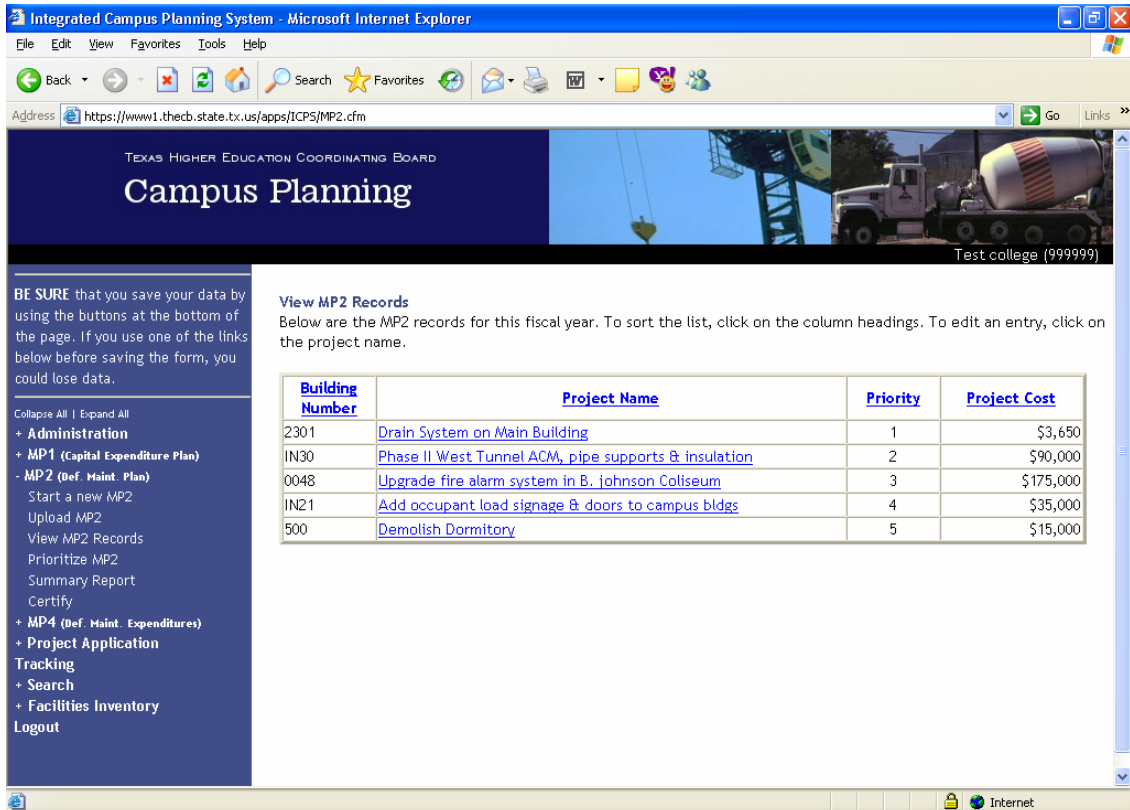 Integrated Campus Planning System - Microsoft Internet Explorer
File Edit View Favorites Tools Help
Back Search Favorites
Address https://www1.thecb.state.tx.us/apps/ICPS/MP2.cfm Go Links »
Texas Higher Education Coordinating Board
Campus Planning
Test college (999999)
BE SURE that you save your data by
using the buttons at the bottom of
the page. If you use one of the links
below before saving the form, you
could lose data.
Collapse All | Expand All
+ Administration
+ MP1 (Capital Expenditure Plan)
- MP2 (Def. Maint. Plan)
Start a new MP2
Upload MP2
View MP2 Records
Prioritize MP2
Summary Report
Certify
+ MP4 (Def. Maint. Expenditures)
+ Project Application
Tracking
+ Search
+ Facilities Inventory
Logout
View MP2 Records
Below are the MP2 records for this fiscal year. To sort the list, click on the column headings. To edit an entry, click on
the project name.
Building Number Project Name Priority Project Cost
2301 Drain System on Main Building 1 $3,650
IN30 Phase II West Tunnel ACM, pipe supports & insulation 2 $90,000
0048 Upgrade fire alarm system in B. johnson Coliseum 3 $175,000
IN21 Add occupant load signage & doors to campus bldgs 4 $35,000
500 Demolish Dormitory 5 $15,000
Internet